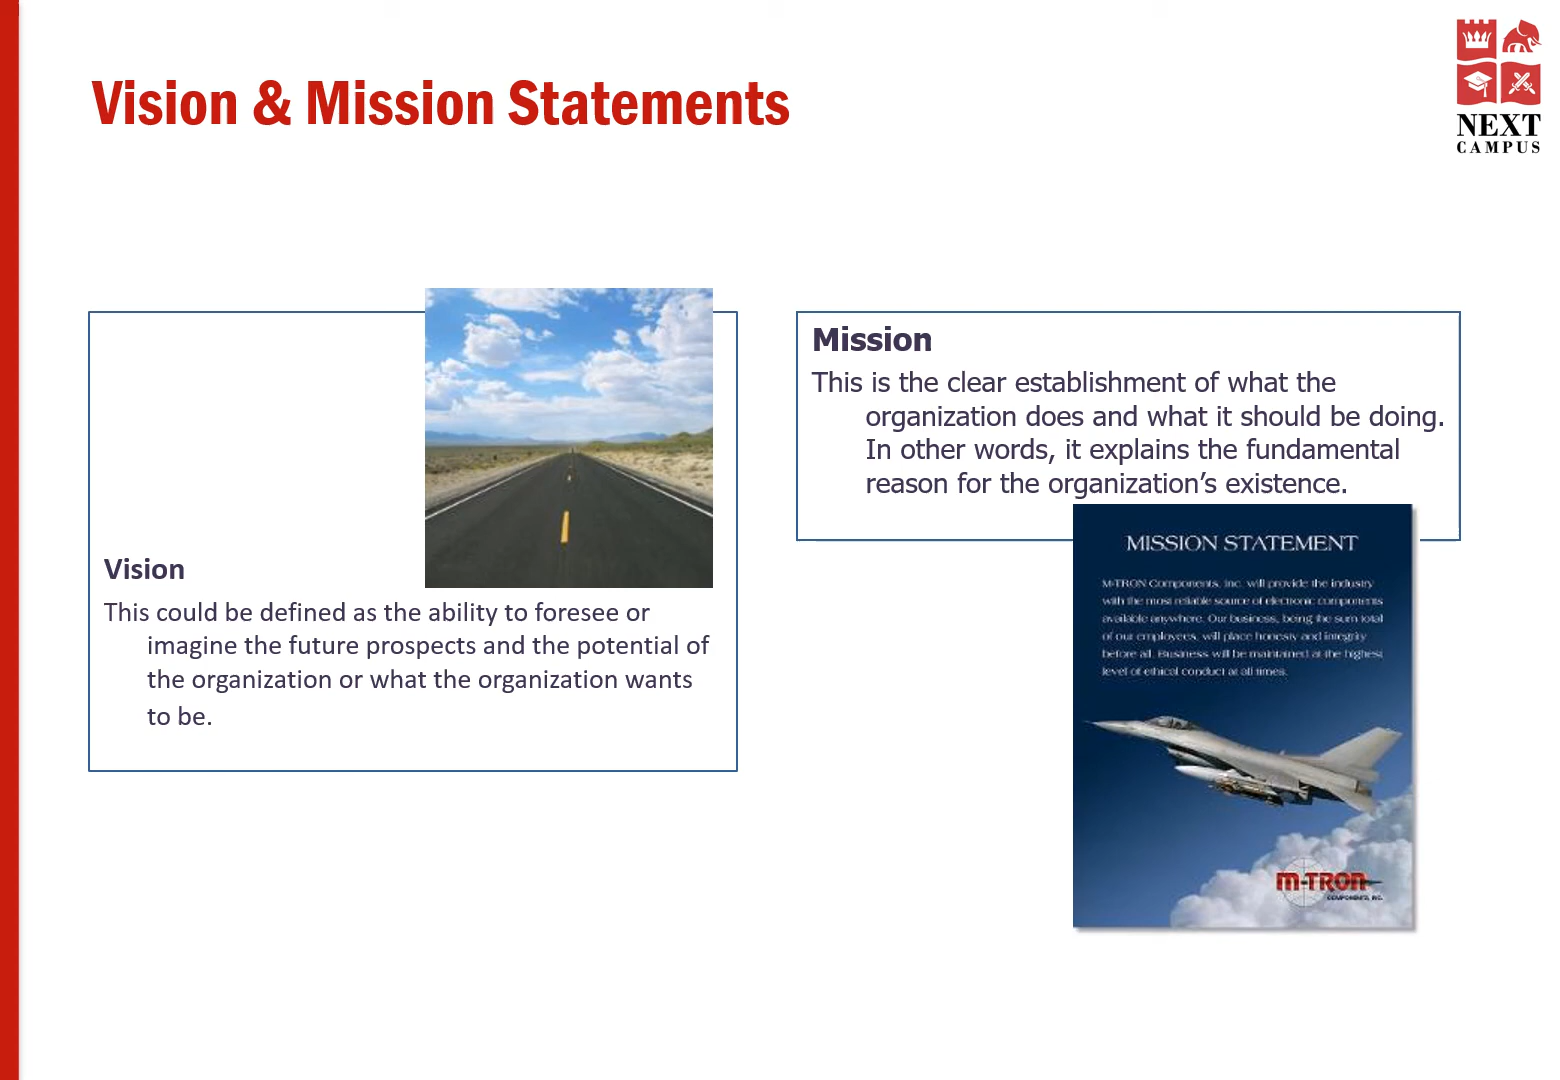 Vision & Mission Statements
NEXT
CAMPUS
Vision
This could be defined as the ability to foresee or
imagine the future prospects and the potential of
the organization or what the organization wants
to be.
Mission
This is the clear establishment of what the
organization does and what it should be doing.
In other words, it explains the fundamental
reason for the organization’s existence.
MISSION STATEMENT
M-TRON Components, Inc. will provide the industry
with the most reliable source of electronic components
available anywhere. Our business, being the sum total
of our employees, will place honesty and integrity
before all. Business will be maintained at the highest
level of ethical conduct at all times.
M-TRON
COMPONENTS, INC.